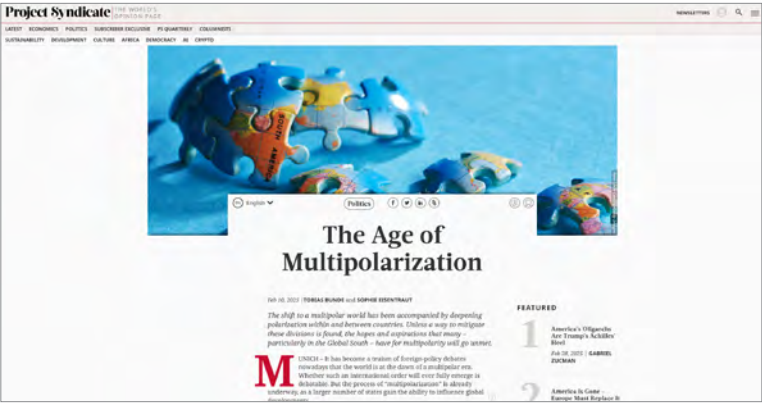 Project Syndicate THE WORLD'S OPINION PAGE
NEWSLETTERS
LATEST ECONOMICS POLITICS SUBSCRIBER EXCLUSIVE PS QUARTERLY COLUMNISTS
SUSTAINABILITY DEVELOPMENT CULTURE AFRICA DEMOCRACY AI CRYPTO
SOUTH
AMERICA
English
Politics
The Age of
Multipolarization
TOBIAS BUNDE and SOPHIE EISENTRAUT
The shift to a multipolar world has been accompanied by deepening
polarization within and between countries. Unless a way to mitigate
these divisions is found, the hopes and aspirations that many –
particularly in the Global South – have for multipolarity will go unmet.
MUNICH – It has become a truism of foreign-policy debates
nowadays that the world is at the dawn of a multipolar era.
Whether such an international order will ever fully emerge is
debatable. But the process of "multipolarization" is already
underway, as a larger number of states gain the ability to influence global
FEATURED
1
America's Oligarchs
Are Trump's Achilles'
Heel
GABRIEL
ZUCMAN
2
America Is Gone –
Europe Must Replace It